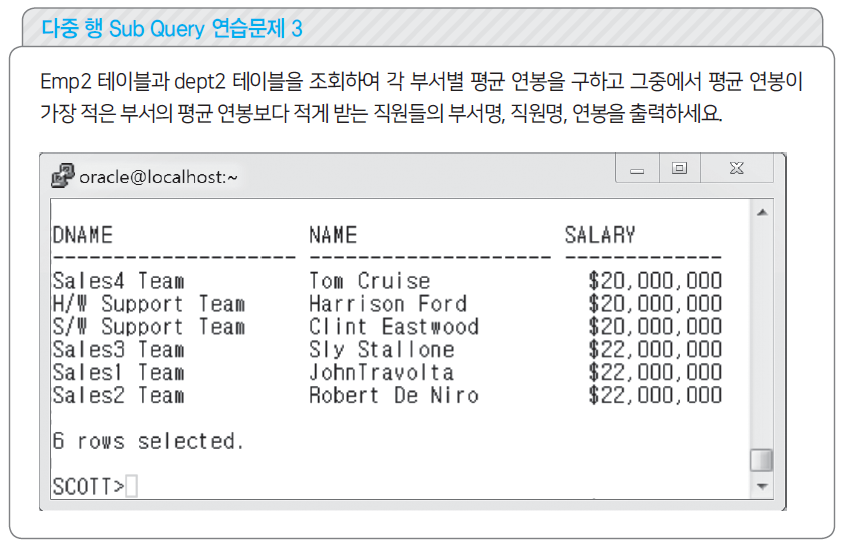 다중 행 Sub Query 연습문제 3
Emp2 테이블과 dept2 테이블을 조회하여 각 부서별 평균 연봉을 구하고 그중에서 평균 연봉이
가장 적은 부서의 평균 연봉보다 적게 받는 직원들의 부서명, 직원명, 연봉을 출력하세요.
oracle@localhost:~
DNAME NAME SALARY
-------------------- -------------------- -------------
Sales4 Team Tom Cruise $20,000,000
H/W Support Team Harrison Ford $20,000,000
S/W Support Team Clint Eastwood $20,000,000
Sales3 Team Sly Stallone $22,000,000
Sales1 Team JohnTravolta $22,000,000
Sales2 Team Robert De Niro $22,000,000
6 rows selected.
SCOTT>